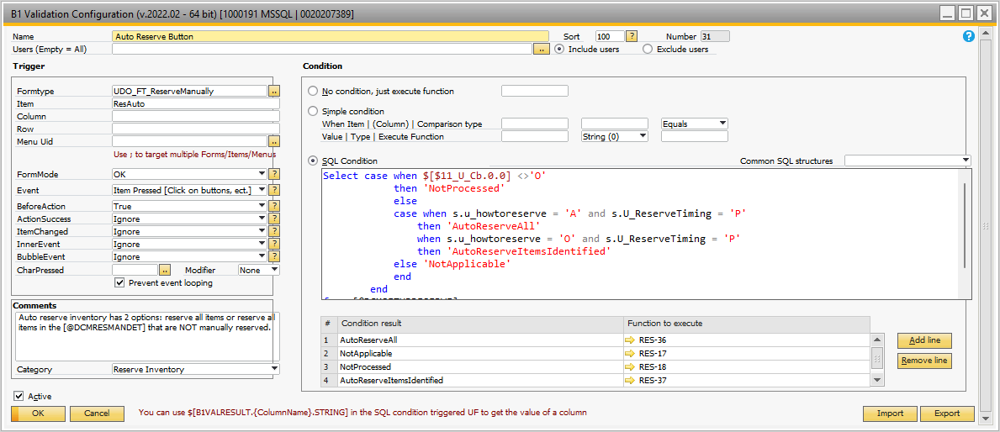 B1 Validation Configuration (v.2022.02 - 64 bit) [1000191 MSSQL | 0020207389]
Name Auto Reserve Button Sort 100 ? Number 31 ?
Users (Empty = All) .. Include users Exclude users
Trigger
Formtype UDO_FT_ReserveManually ..
Item ResAuto
Column
Row
Menu Uid ..
Use ; to target multiple Forms/Items/Menus
FormMode OK ?
Event Item Pressed [Click on buttons, ect.] ?
BeforeAction True ?
ActionSuccess Ignore ?
ItemChanged Ignore ?
InnerEvent Ignore ?
BubbleEvent Ignore ?
CharPressed .. Modifier None
Prevent event looping
Comments
Auto reserve inventory has 2 options: reserve all items or reserve all
items in the [@DCMRESMANDET] that are NOT manually reserved.
Category Reserve Inventory
Active
Condition
No condition, just execute function
Simple condition
When Item | (Column) | Comparison type Equals
Value | Type | Execute Function String (0)
SQL Condition Common SQL structures
Select case when $[$11_U_Cb.0.0] <>'O'
then 'NotProcessed'
else
case when s.u_howtoreserve = 'A' and s.U_ReserveTiming = 'P'
then 'AutoReserveAll'
when s.u_howtoreserve = 'O' and s.U_ReserveTiming = 'P'
then 'AutoReserveItemsIdentified'
else 'NotApplicable'
end
end
# Condition result Function to execute
1 AutoReserveAll RES-36
2 NotApplicable RES-17
3 NotProcessed RES-18
4 AutoReserveItemsIdentified RES-37
Add line
Remove line
OK Cancel You can use $[B1VALRESULT.{ColumnName}.STRING] in the SQL condition triggered UF to get the value of a column Import Export